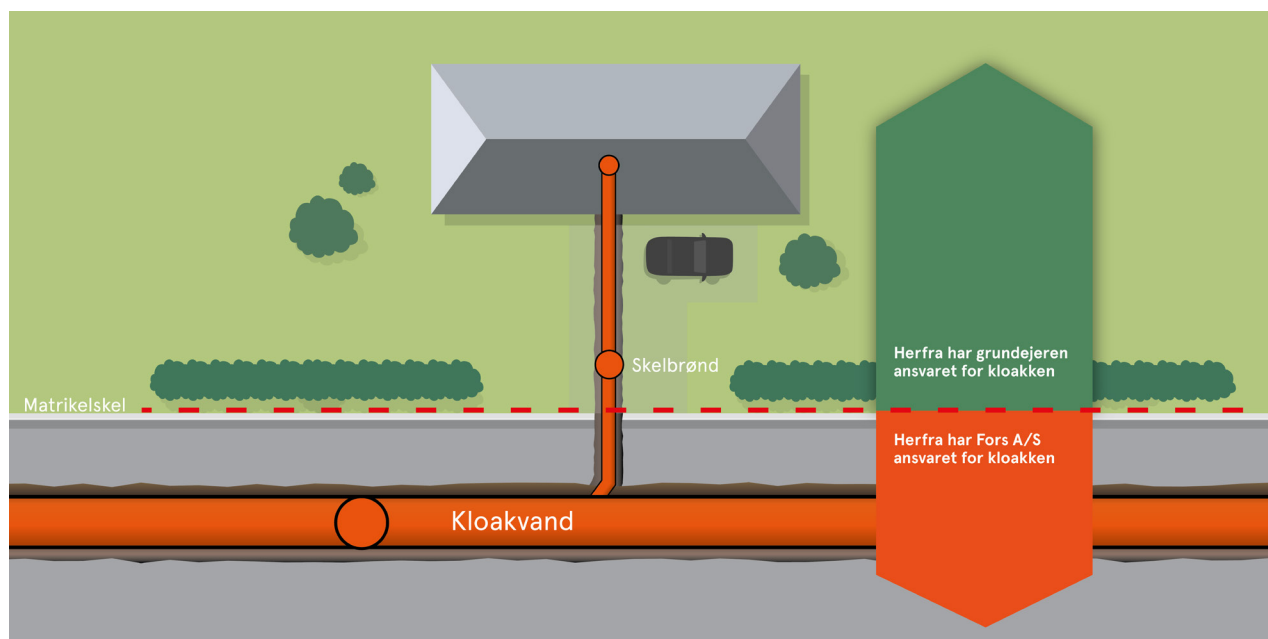 Skelbrønd
Herfra har grundejeren
ansvaret for kloakken
Matrikelskel
Herfra har Fors A/S
ansvaret for kloakken
Kloakvand